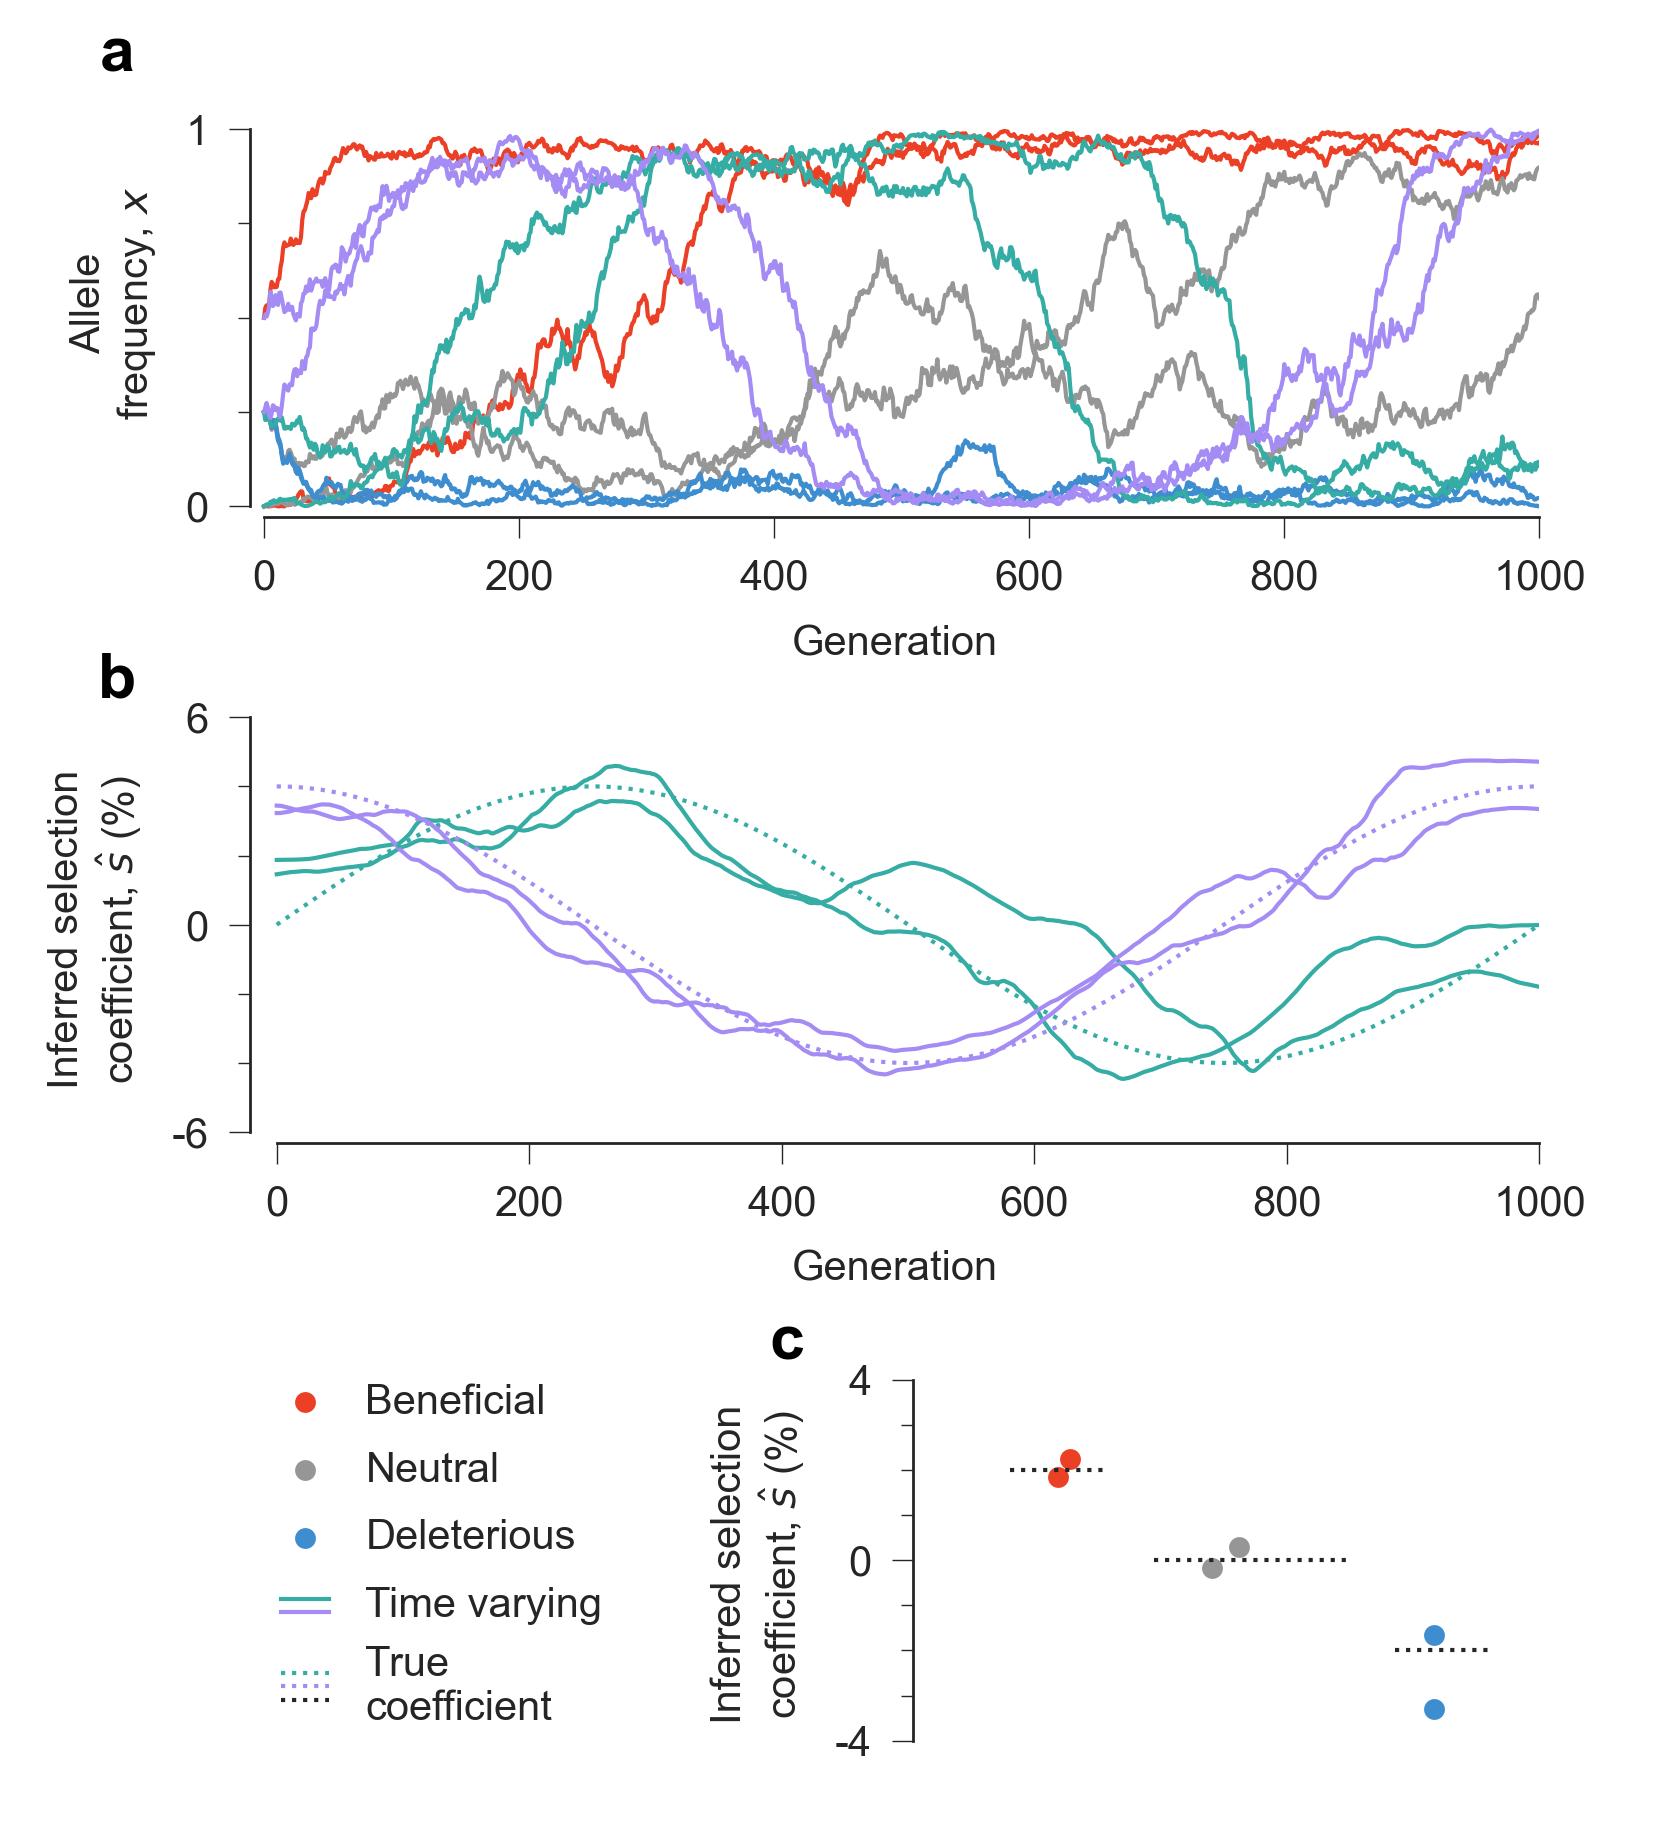 a
Allele
frequency, x
1
0
0 200 400 600 800 1000
Generation
b
Inferred selection
coefficient, ŝ (%)
6
0
-6
0 200 400 600 800 1000
Generation
Beneficial
Neutral
Deleterious
Time varying
True
coefficient
c
Inferred selection
coefficient, ŝ (%)
4
0
-4